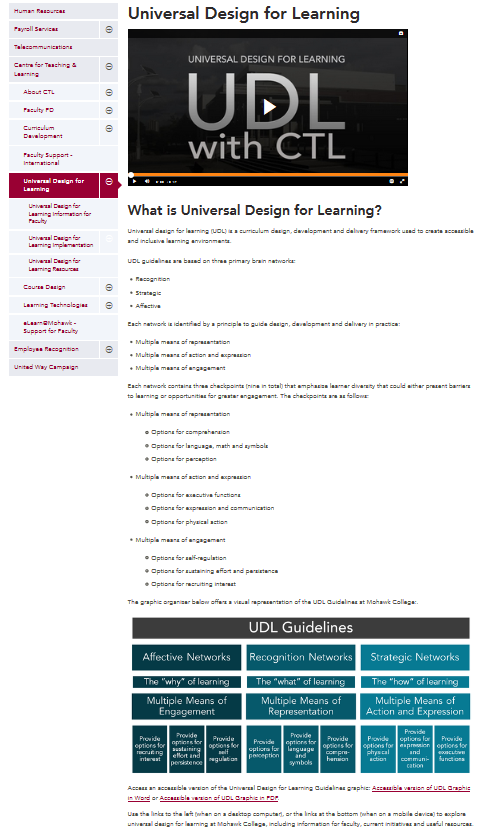 Human Resources
Payroll Services
Telecommunications
Centre for Teaching &
Learning
About CTL
Faculty PD
Curriculum
Development
Faculty Support -
International
Universal Design for
Learning
Universal Design for
Learning Information for
Faculty
Universal Design for
Learning Implementation
Universal Design for
Learning Resources
Course Design
Learning Technologies
eLearn@Mohawk -
Support for Faculty
Employee Recognition
United Way Campaign
Universal Design for Learning
UNIVERSAL DESIGN FOR LEARNING
UDL
with CTL
What is Universal Design for Learning?
Universal design for learning (UDL) is a curriculum design, development and delivery framework used to create accessible
and inclusive learning environments.
UDL guidelines are based on three primary brain networks:
Recognition
Strategic
Affective
Each network is identified by a principle to guide design, development and delivery in practice:
Multiple means of representation
Multiple means of action and expression
Multiple means of engagement
Each network contains three checkpoints (nine in total) that emphasize learner diversity that could either present barriers
to learning or opportunities for greater engagement. The checkpoints are as follows:
Multiple means of representation
Options for comprehension
Options for language, math and symbols
Options for perception
Multiple means of action and expression
Options for executive functions
Options for expression and communication
Options for physical action
Multiple means of engagement
Options for self-regulation
Options for sustaining effort and persistence
Options for recruiting interest
The graphic organizer below offers a visual representation of the UDL Guidelines at Mohawk College:.
UDL Guidelines
Affective Networks Recognition Networks Strategic Networks
The "why" of learning The "what" of learning The "how" of learning
Multiple Means of
Engagement
Multiple Means of
Representation
Multiple Means of
Action and Expression
Provide
options for
recruiting
interest
Provide
options for
sustaining
effort and
persistence
Provide
options for
self
regulation
Provide
options for
perception
Provide
options for
language
and
symbols
Provide
options for
compre-
hension
Provide
options for
physical
action
Provide
options for
expression
and
communi-
cation
Provide
options for
executive
functions
Access an accessible version of the Universal Design for Learning Guidelines graphic: Accessible version of UDL Graphic
in Word or Accessible version of UDL Graphic in PDF.
Use the links to the left (when on a desktop computer), or the links at the bottom (when on a mobile device) to explore
universal design for learning at Mohawk College, including information for faculty, current initiatives and useful resources.